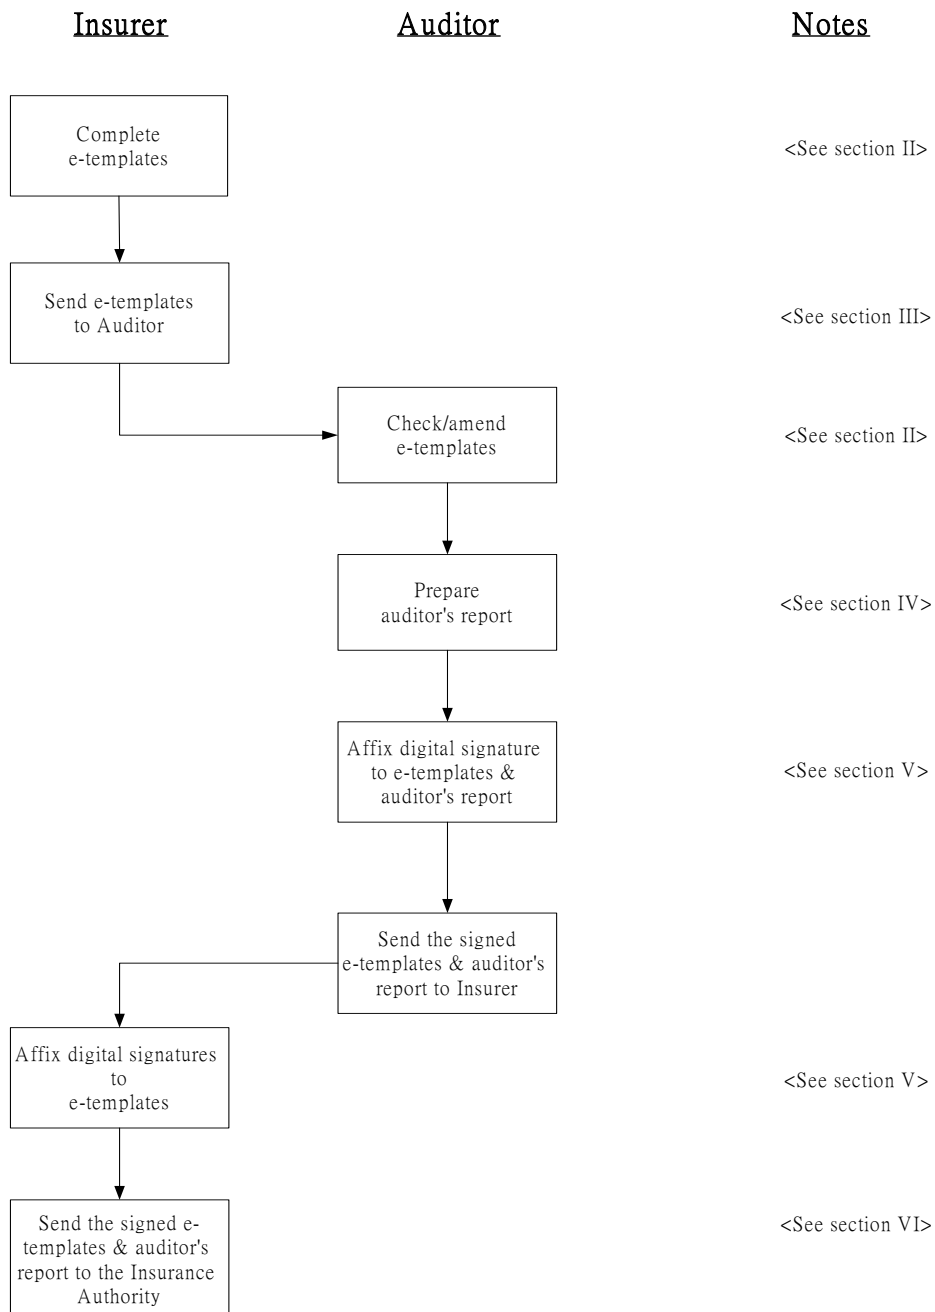 Insurer Auditor Notes
Complete
e-templates
<See section II>
Send e-templates
to Auditor
<See section III>
Check/amend
e-templates
<See section II>
Prepare
auditor's report
<See section IV>
Affix digital signature
to e-templates &
auditor's report
<See section V>
Send the signed
e-templates & auditor's
report to Insurer
Affix digital signatures
to
e-templates
<See section V>
Send the signed e-
templates & auditor's
report to the Insurance
Authority
<See section VI>